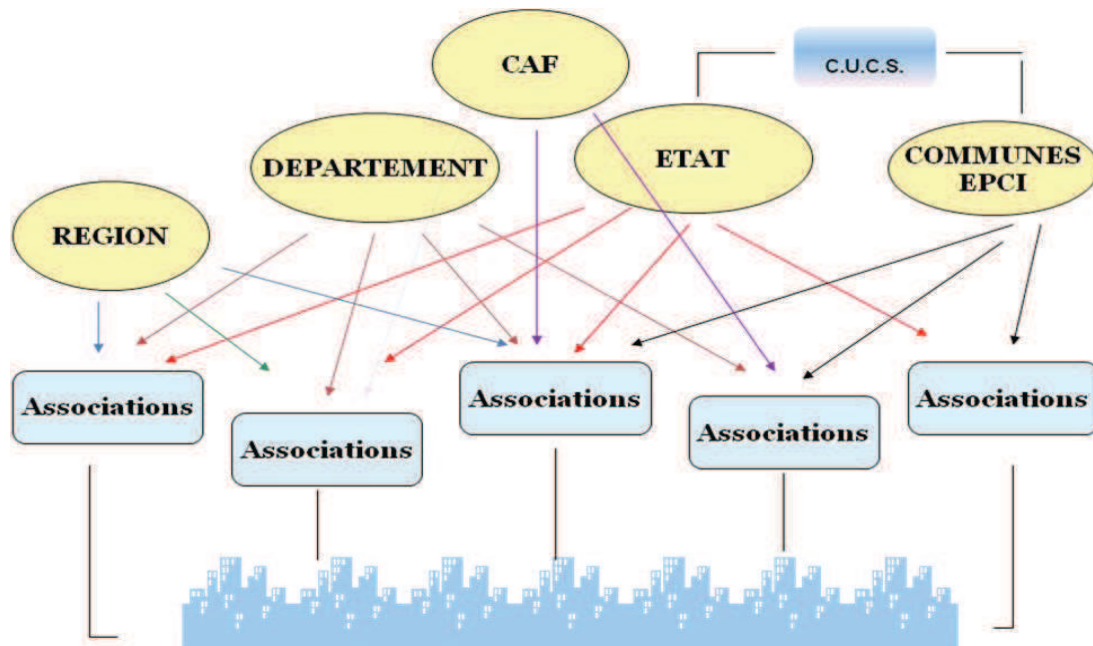 CAF
C.U.C.S.
DEPARTEMENT
ETAT
COMMUNES
EPCI
REGION
Associations
Associations
Associations
Associations
Associations